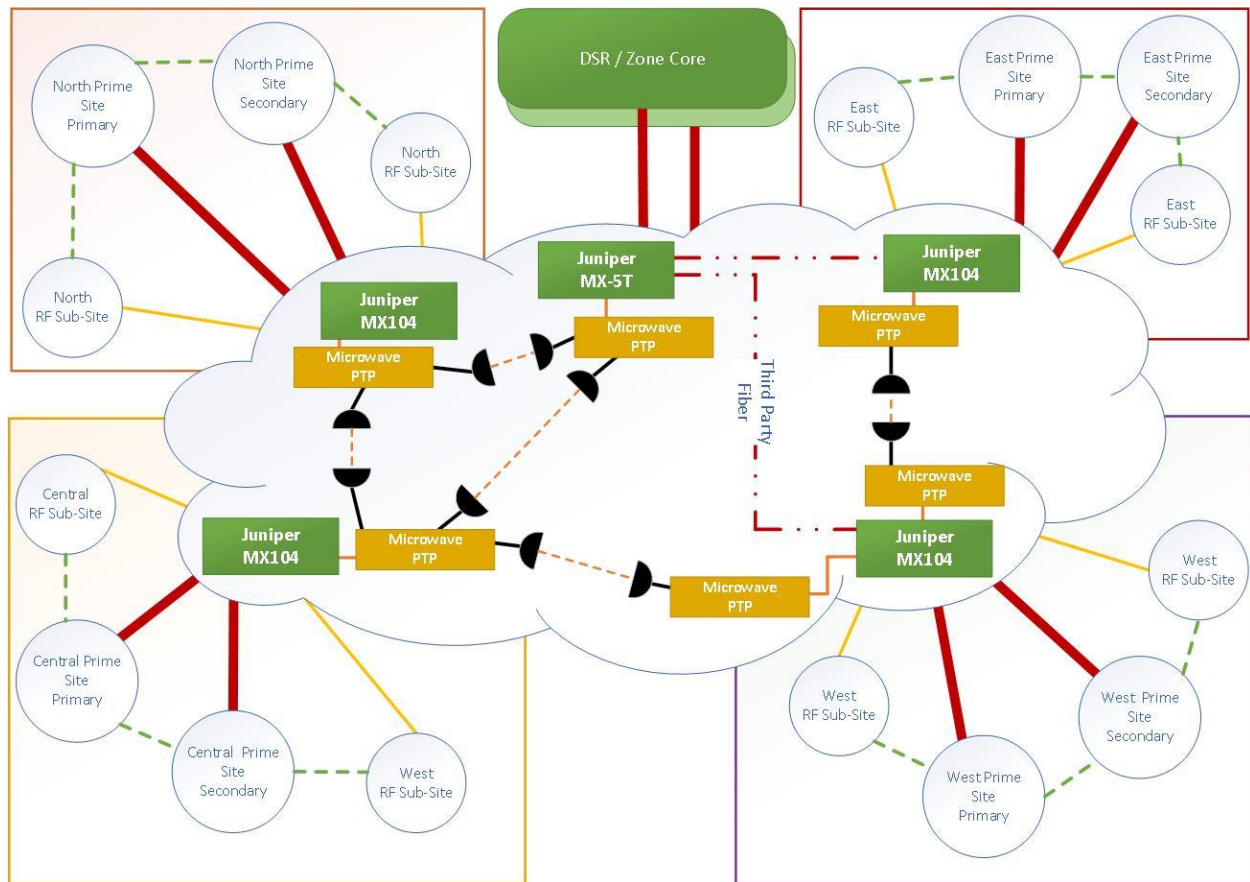 DSR / Zone Core
North Prime
Site
Primary
North Prime
Site
Secondary
North
RF Sub-Site
North
RF Sub-Site
East
RF Sub-Site
East Prime
Site
Primary
East Prime
Site
Secondary
East
RF Sub-Site
Juniper
MX104
Juniper
MX-5T
Juniper
MX104
Microwave
PTP
Microwave
PTP
Microwave
PTP
Third Party
Fiber
Microwave
PTP
Juniper
MX104
Microwave
PTP
Juniper
MX104
Microwave
PTP
Central
RF Sub-Site
Central Prime
Site
Primary
Central Prime
Site
Secondary
West
RF Sub-Site
West
RF Sub-Site
West
RF Sub-Site
West Prime
Site
Secondary
West Prime
Site
Primary